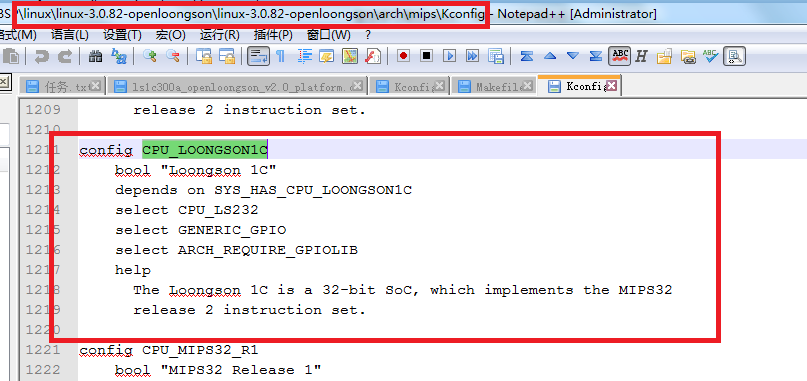 BS \linux\linux-3.0.82-openloongson\linux-3.0.82-openloongson\arch\mips\Kconfig - Notepad++ [Administrator]
格式(M) 语言(L) 设置(T) 宏(O) 运行(R) 插件(P) 窗口(W) ?
任务.txt ls1c300a_openloongson_v2.0_platform. Kconfig Makefile Kconfig
1209 release 2 instruction set.
1210
1211 config CPU_LOONGSON1C
1212 bool "Loongson 1C"
1213 depends on SYS_HAS_CPU_LOONGSON1C
1214 select CPU_LS232
1215 select GENERIC_GPIO
1216 select ARCH_REQUIRE_GPIOLIB
1217 help
1218 The Loongson 1C is a 32-bit SoC, which implements the MIPS32
1219 release 2 instruction set.
1220
1221 config CPU_MIPS32_R1
1222 bool "MIPS32 Release 1"